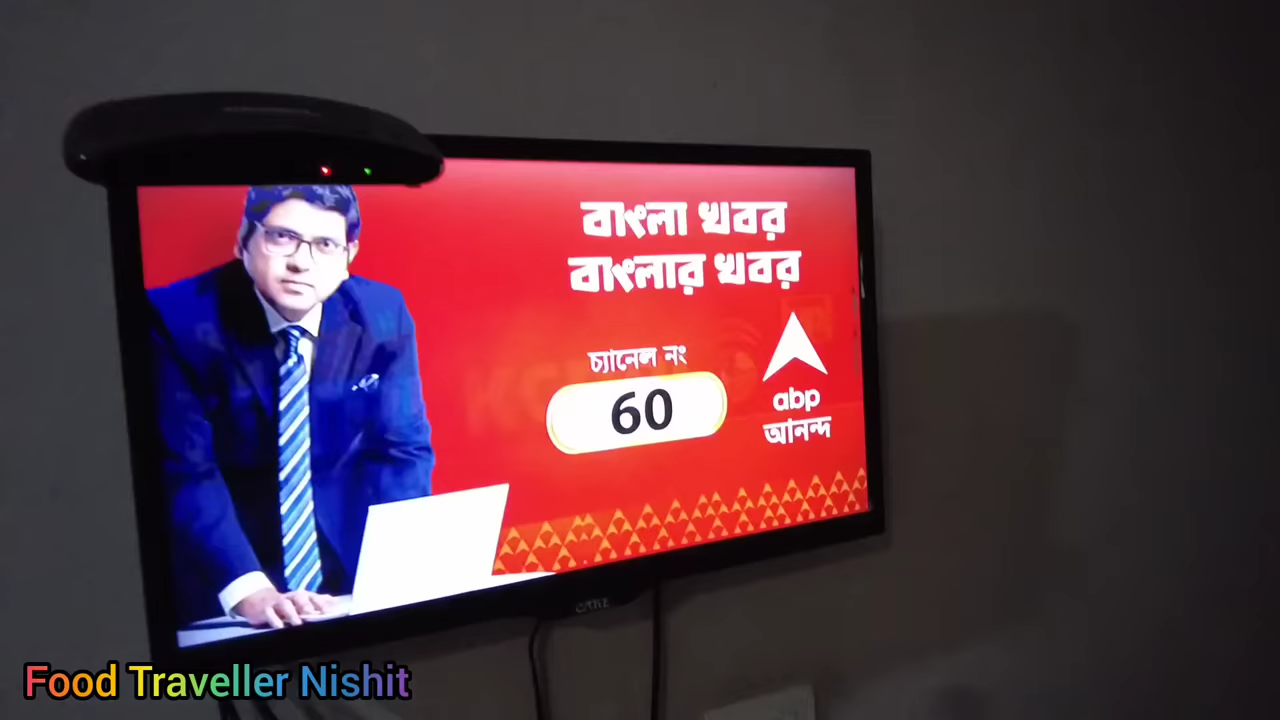 বাংলা খবর
বাংলার খবর
চ্যানেল নং
60
abp
আনন্দ
Food Traveller Nishit